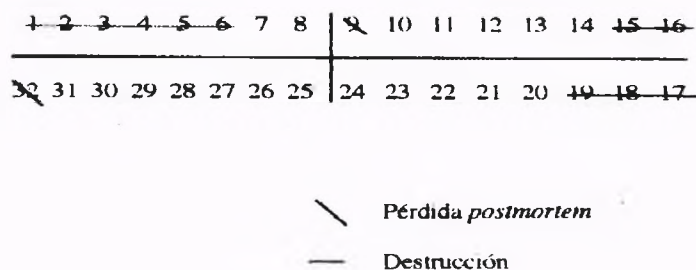 1 2 3 4 5 6 7 8 9 10 11 12 13 14 15 16
32 31 30 29 28 27 26 25 24 23 22 21 20 19 18 17
Pérdida postmortem
Destrucción